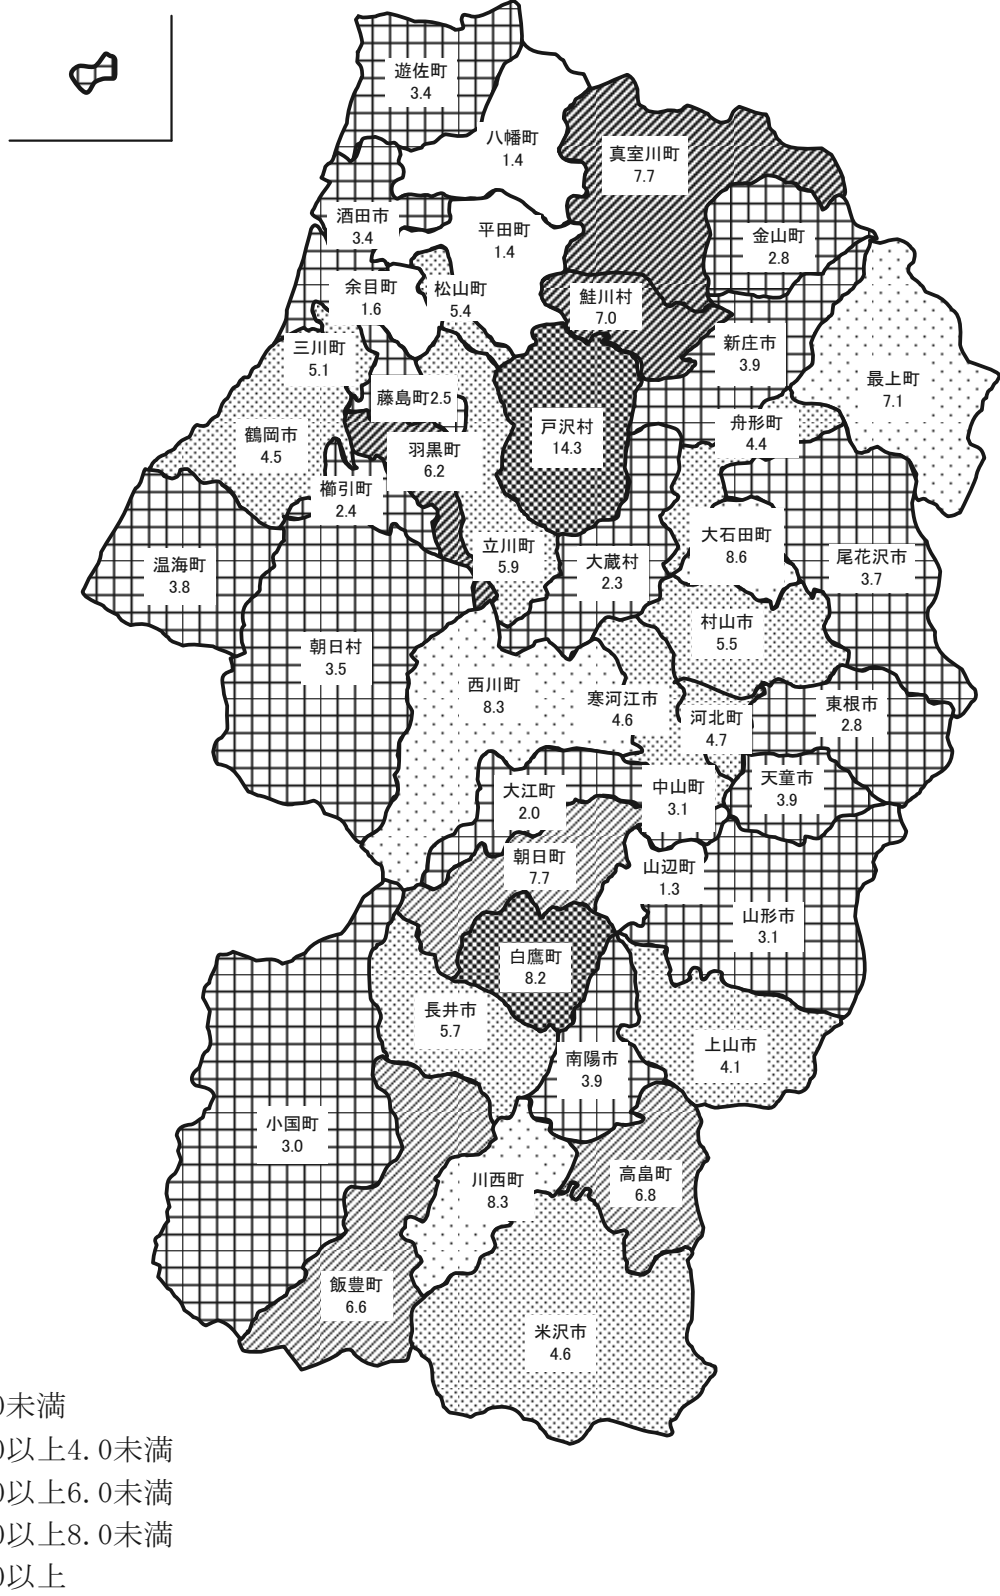 遊佐町
3.4
八幡町
1.4
真室川町
7.7
酒田市
3.4
平田町
1.4
金山町
2.8
余目町
1.6
松山町
5.4
鮭川村
7.0
三川町
5.1
新庄市
3.9
最上町
7.1
藤島町2.5
鶴岡市
4.5
羽黒町
6.2
戸沢村
14.3
舟形町
4.4
櫛引町
2.4
温海町
3.8
立川町
5.9
大蔵村
2.3
大石田町
8.6
尾花沢市
3.7
朝日村
3.5
村山市
5.5
西川町
8.3
寒河江市
4.6
河北町
4.7
東根市
2.8
大江町
2.0
中山町
3.1
天童市
3.9
朝日町
7.7
山辺町
1.3
山形市
3.1
白鷹町
8.2
長井市
5.7
南陽市
3.9
上山市
4.1
小国町
3.0
川西町
8.3
高畠町
6.8
飯豊町
6.6
米沢市
4.6
0未満
0以上4.0未満
0以上6.0未満
0以上8.0未満
0以上